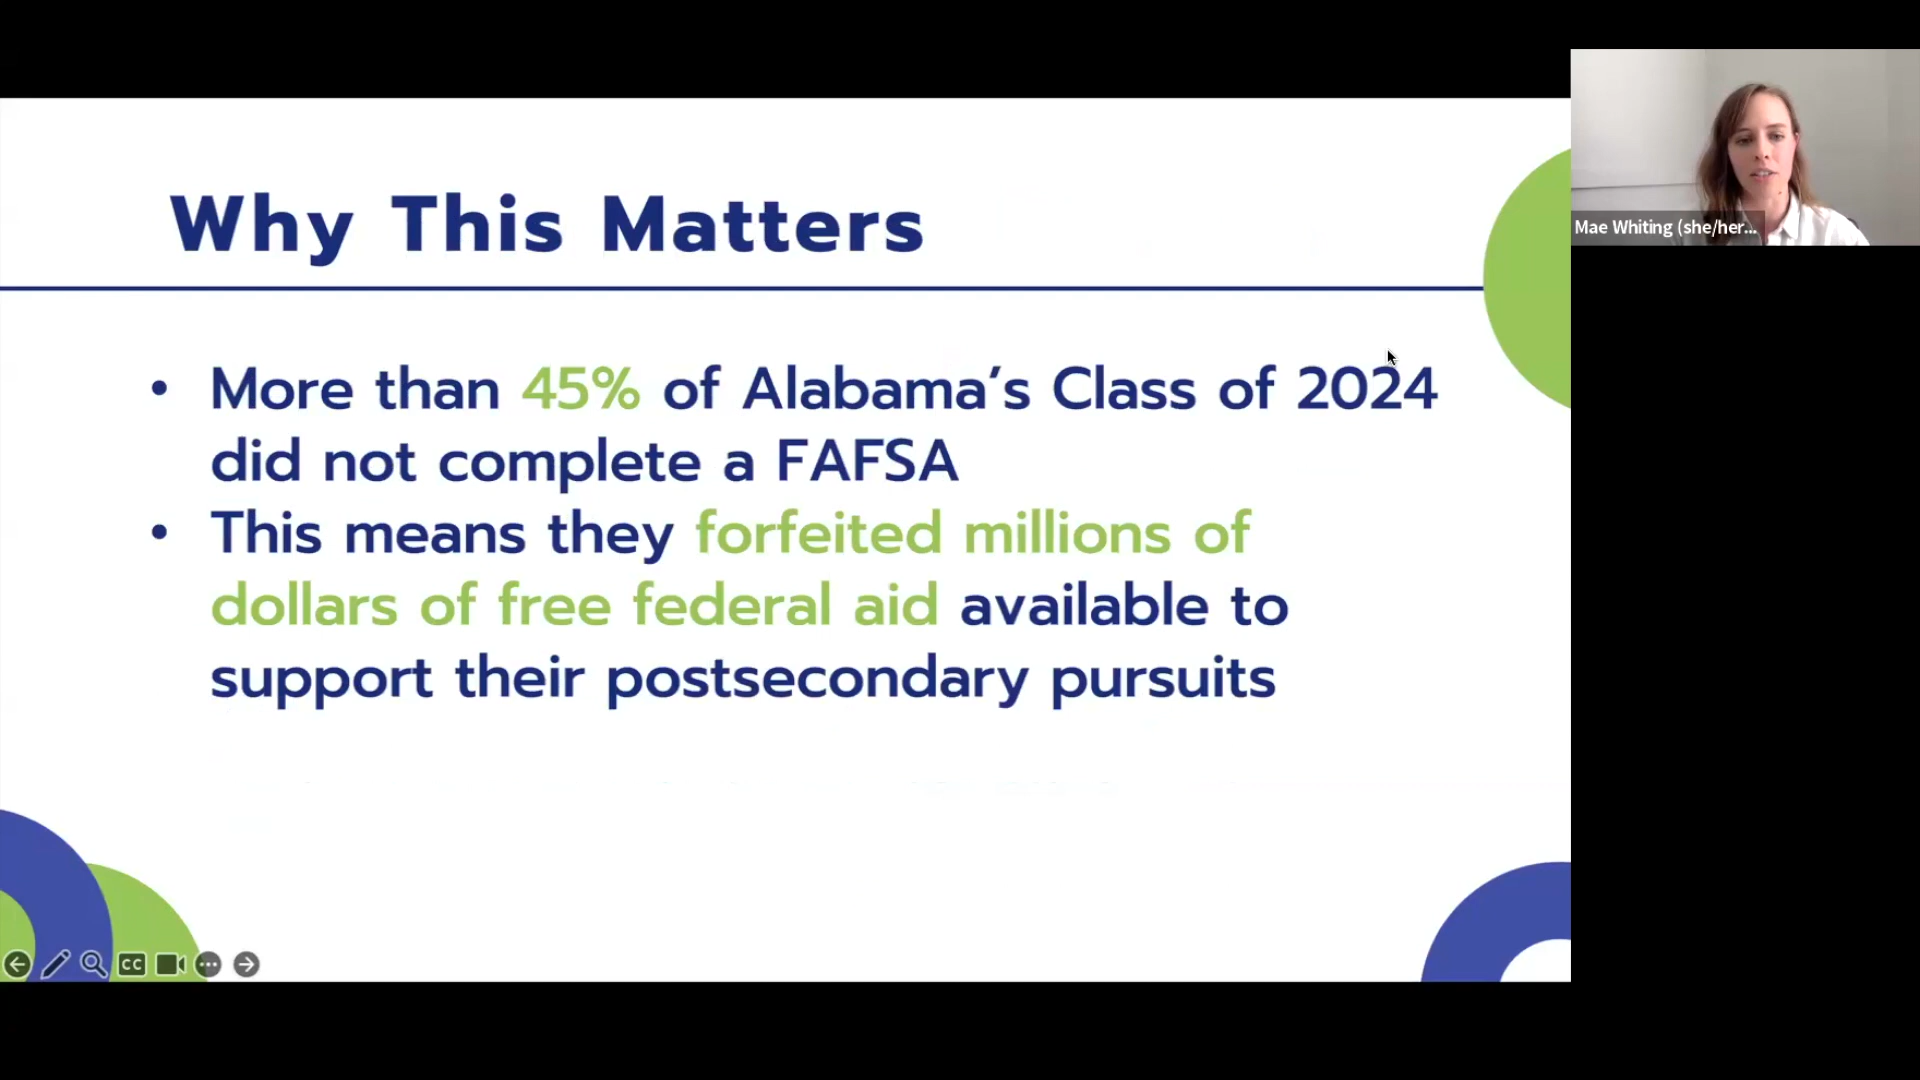 Why This Matters
• More than 45% of Alabama’s Class of 2024
did not complete a FAFSA
• This means they forfeited millions of
dollars of free federal aid available to
support their postsecondary pursuits
Mae Whiting (she/her...
CC